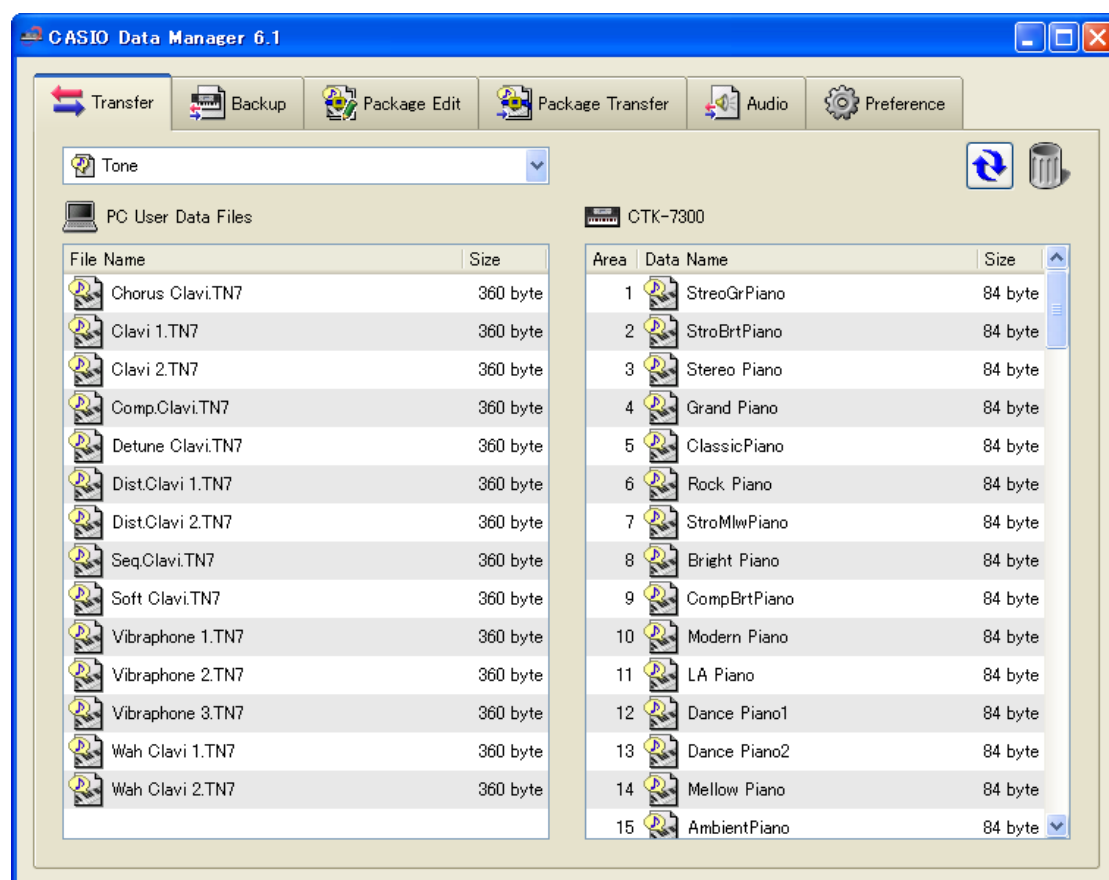 CASIO Data Manager 6.1
Transfer Backup Package Edit Package Transfer Audio Preference
Tone
PC User Data Files CTK-7300
File Name Size Area Data Name Size
Chorus Clavi.TN7 360 byte 1 StreoGrPiano 84 byte
Clavi 1.TN7 360 byte 2 StroBrtPiano 84 byte
Clavi 2.TN7 360 byte 3 Stereo Piano 84 byte
Comp.Clavi.TN7 360 byte 4 Grand Piano 84 byte
Detune Clavi.TN7 360 byte 5 ClassicPiano 84 byte
Dist.Clavi 1.TN7 360 byte 6 Rock Piano 84 byte
Dist.Clavi 2.TN7 360 byte 7 StroMlwPiano 84 byte
Seq.Clavi.TN7 360 byte 8 Bright Piano 84 byte
Soft Clavi.TN7 360 byte 9 CompBrtPiano 84 byte
Vibraphone 1.TN7 360 byte 10 Modern Piano 84 byte
Vibraphone 2.TN7 360 byte 11 LA Piano 84 byte
Vibraphone 3.TN7 360 byte 12 Dance Piano1 84 byte
Wah Clavi 1.TN7 360 byte 13 Dance Piano2 84 byte
Wah Clavi 2.TN7 360 byte 14 Mellow Piano 84 byte
15 AmbientPiano 84 byte